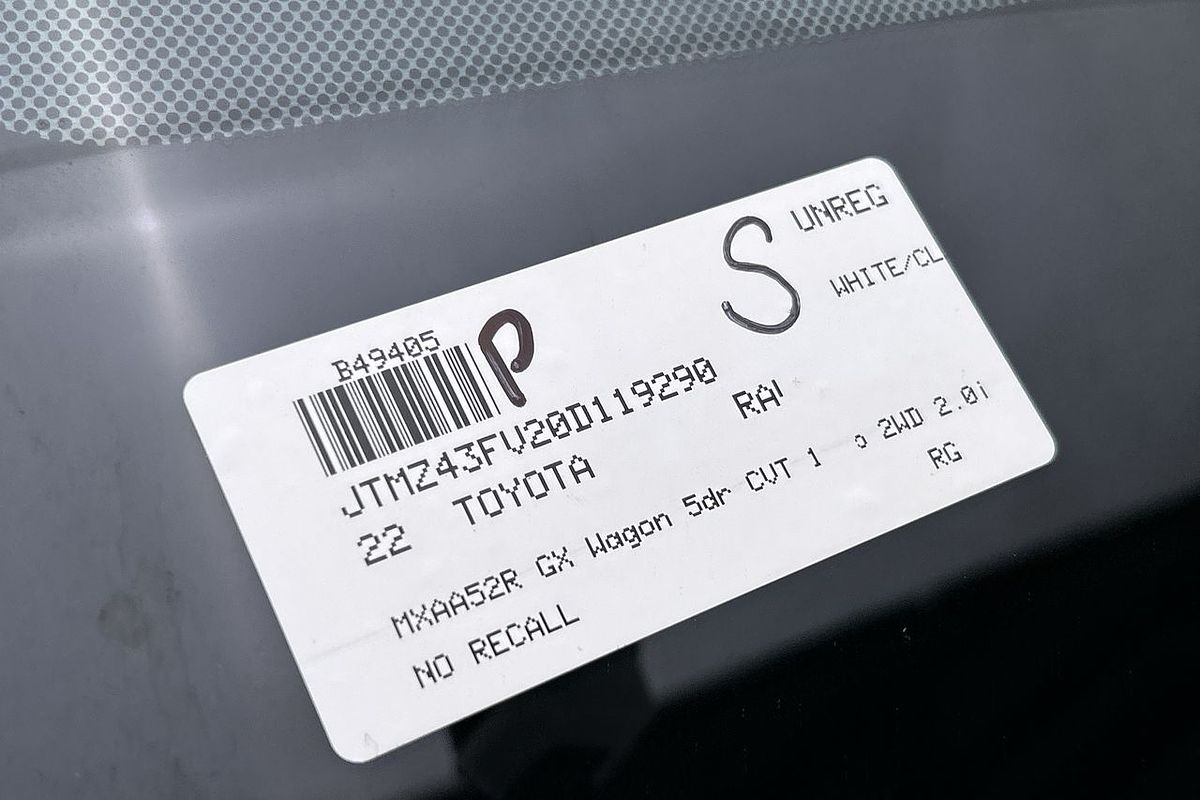 S UNREG
WHITE/CL
B49405 P
JTMZ43FV20D119290
22 TOYOTA RA
MXAA52R GX Wagon 5dr CVT 1 2WD 2.0i
NO RECALL RG